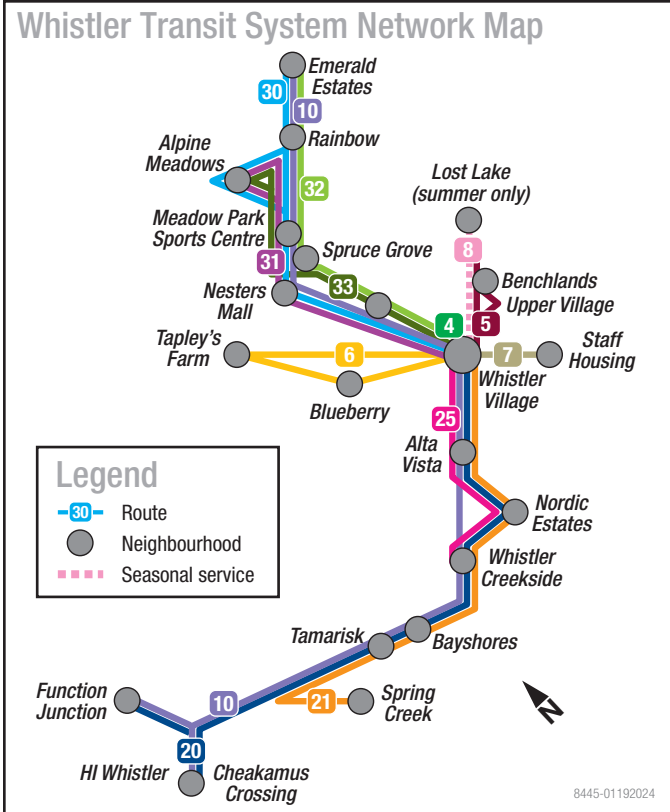 Whistler Transit System Network Map
Emerald
Estates
30
10
Rainbow
Alpine
Meadows
32
Lost Lake
(summer only)
Meadow Park
Sports Centre
8
31
Spruce Grove
Benchlands
Nesters
Mall
33
Upper Village
4
5
Tapley's
Farm
6
7
Staff
Housing
Whistler
Village
Blueberry
25
Alta
Vista
Legend
30 Route
Neighbourhood
Seasonal service
Nordic
Estates
Whistler
Creekside
Tamarisk
Bayshores
Function
Junction
10
21
Spring
Creek
N
20
HI Whistler
Cheakamus
Crossing
8445-01192024